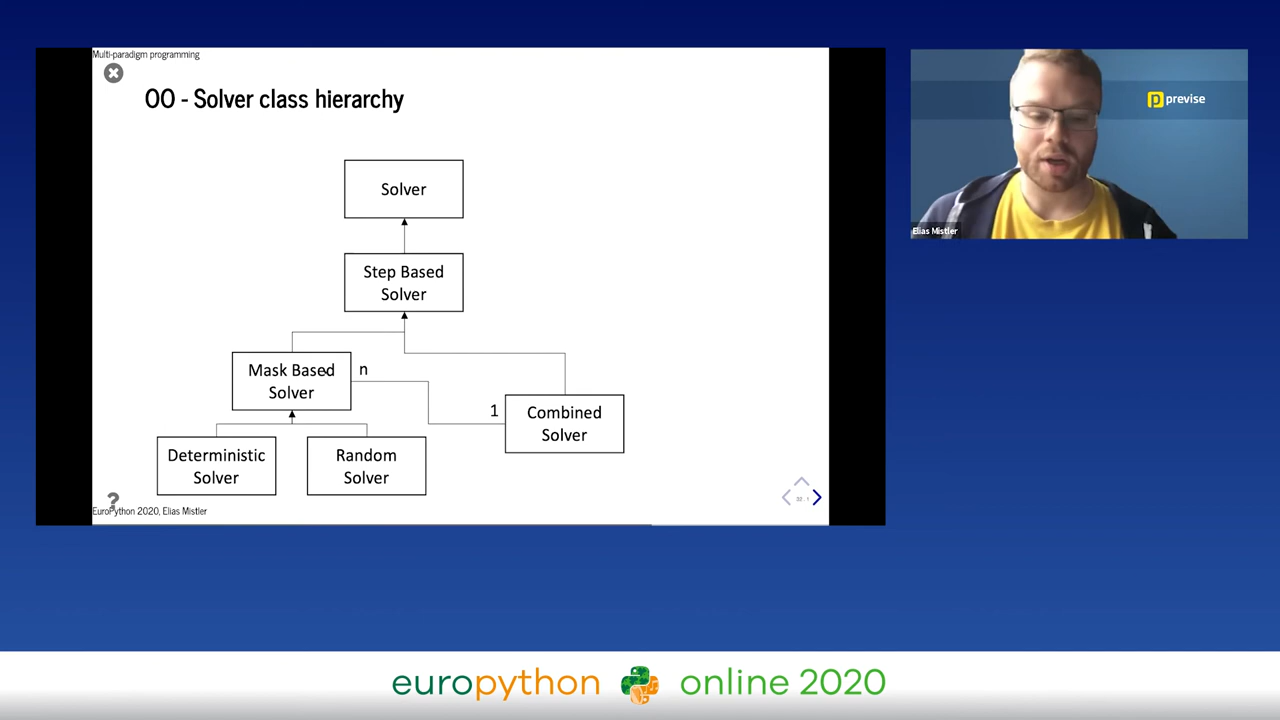 Multi-paradigm programming
OO - Solver class hierarchy
Solver
Step Based
Solver
Mask Based
Solver
n
1
Combined
Solver
Deterministic
Solver
Random
Solver
?
EuroPython 2020, Elias Mistler
p previse
Elias Mistler
europython online 2020